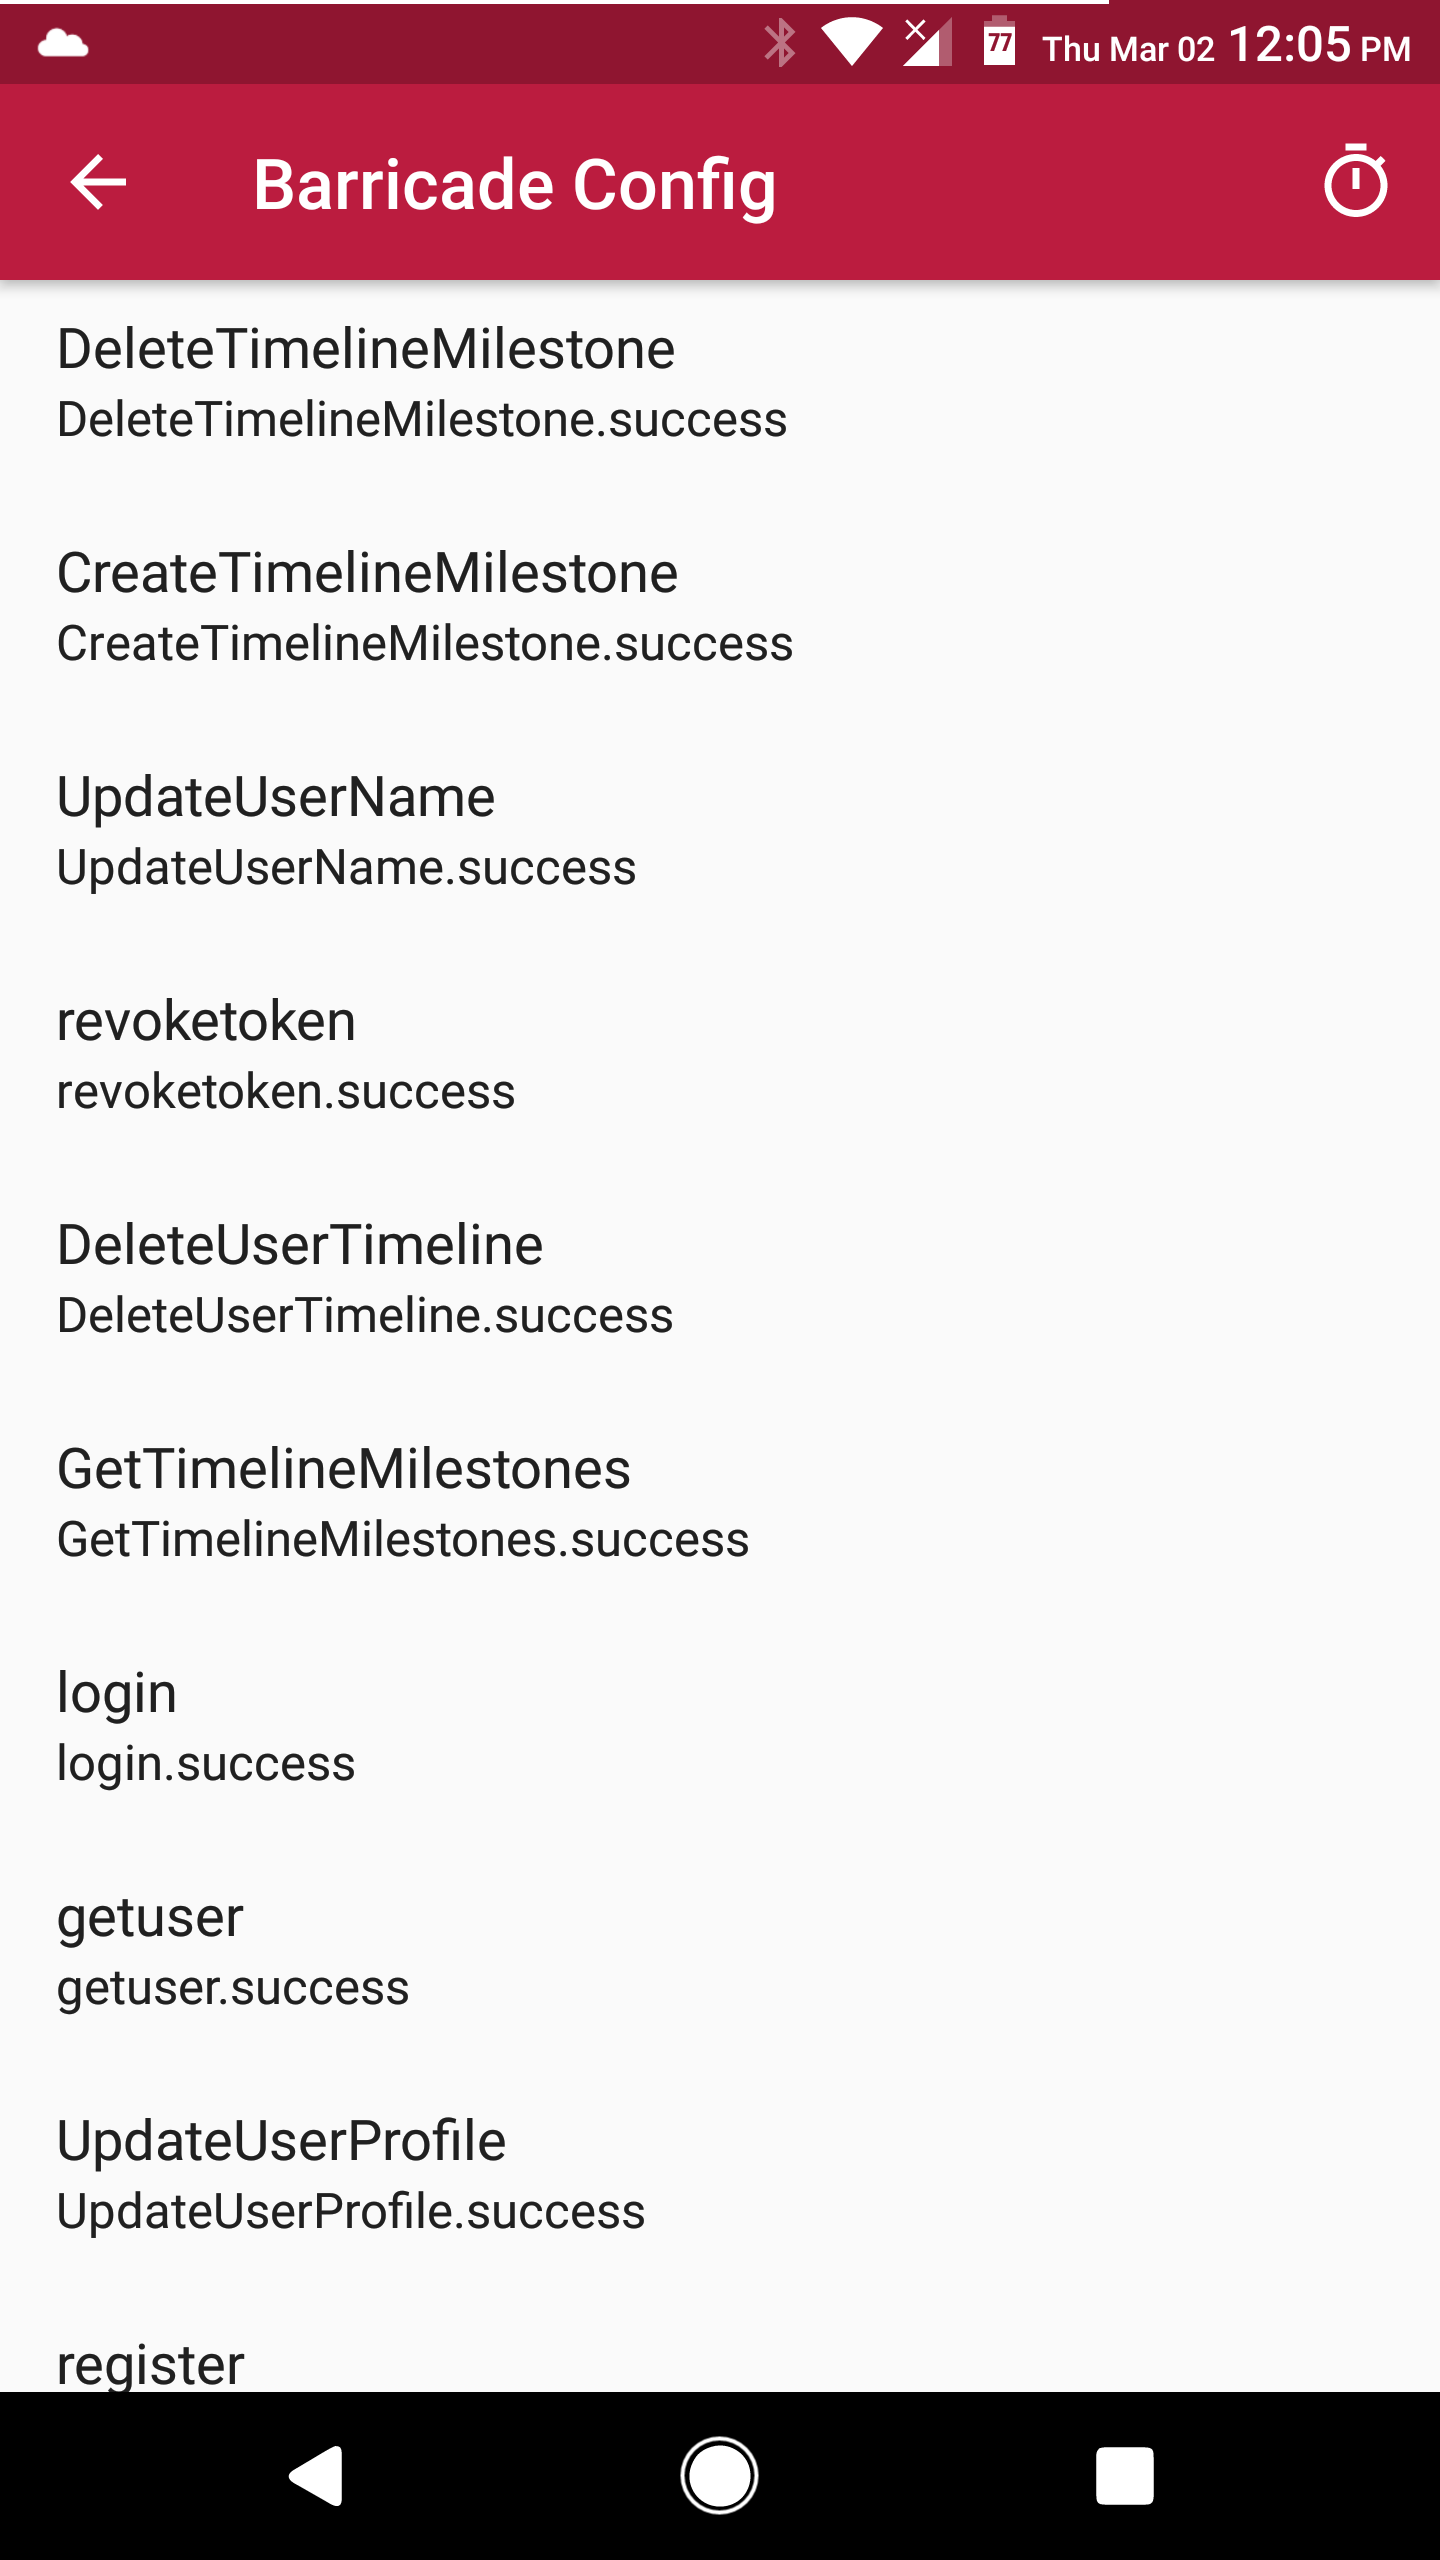 77 Thu Mar 02 12:05 PM
Barricade Config
DeleteTimelineMilestone
DeleteTimelineMilestone.success
CreateTimelineMilestone
CreateTimelineMilestone.success
UpdateUserName
UpdateUserName.success
revoketoken
revoketoken.success
DeleteUserTimeline
DeleteUserTimeline.success
GetTimelineMilestones
GetTimelineMilestones.success
login
login.success
getuser
getuser.success
UpdateUserProfile
UpdateUserProfile.success
register